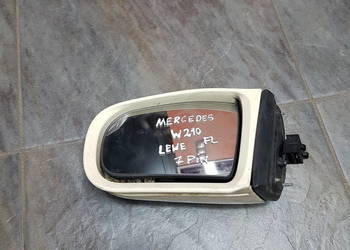 MERCEDES
W210
LEWE FL
7 PIN